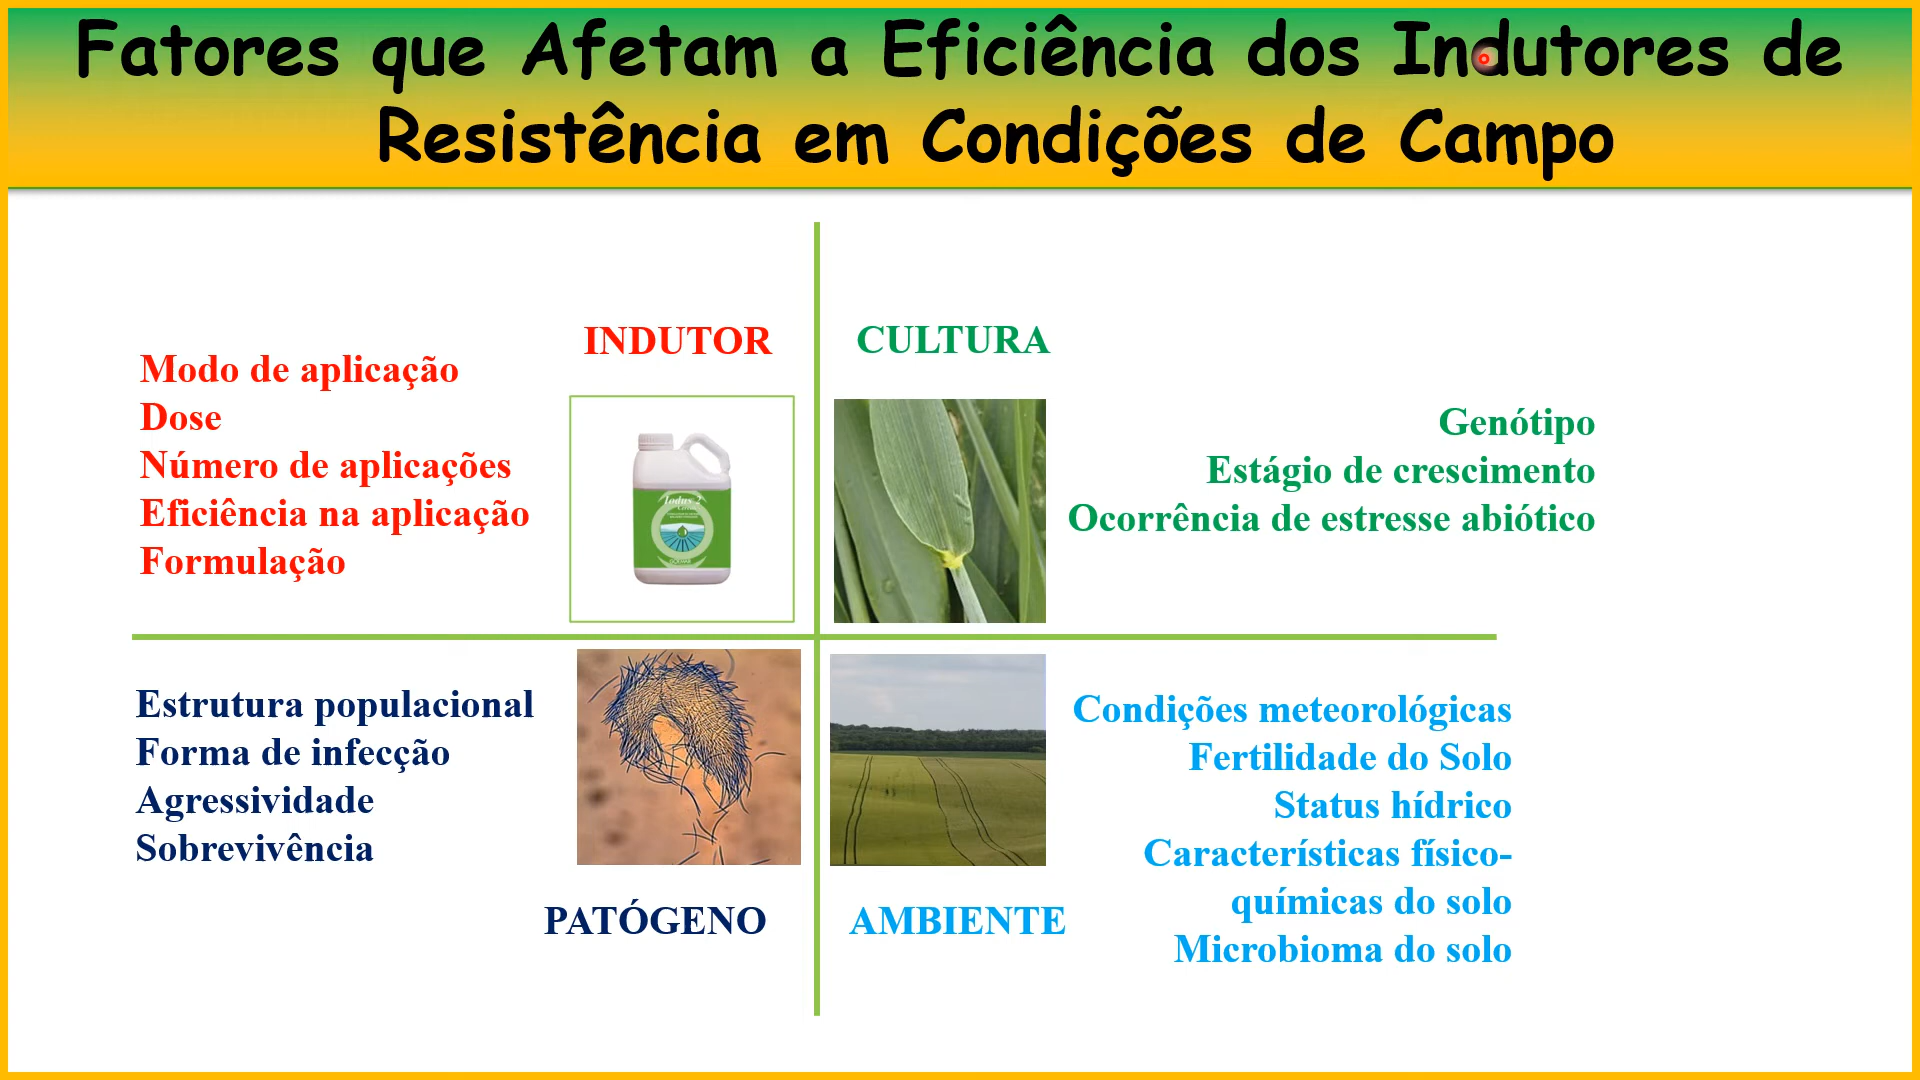 Fatores que Afetam a Eficiência dos Indutores de
Resistência em Condições de Campo
INDUTOR
Modo de aplicação
Dose
Número de aplicações
Eficiência na aplicação
Formulação
Iodus 2
CULTURA
Genótipo
Estágio de crescimento
Ocorrência de estresse abiótico
Estrutura populacional
Forma de infecção
Agressividade
Sobrevivência
PATÓGENO
Condições meteorológicas
Fertilidade do Solo
Status hídrico
Características físico-
químicas do solo
Microbioma do solo
AMBIENTE